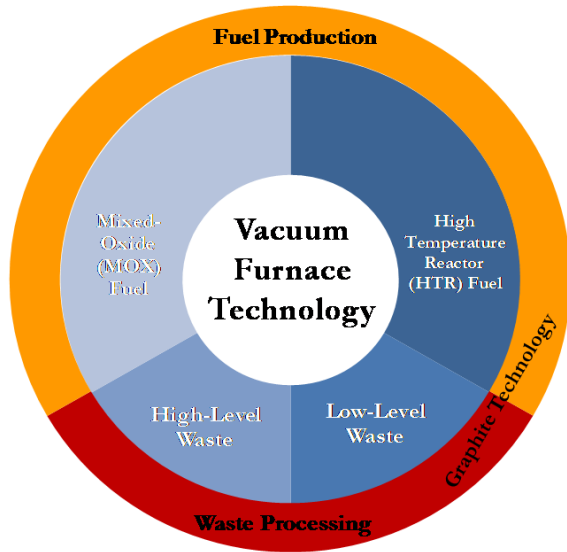 Fuel Production
Mixed-
Oxide
(MOX)
Fuel
Vacuum
Furnace
Technology
High
Temperature
Reactor
(HTR) Fuel
High-Level
Waste
Low-Level
Waste
Graphite Technology
Waste Processing